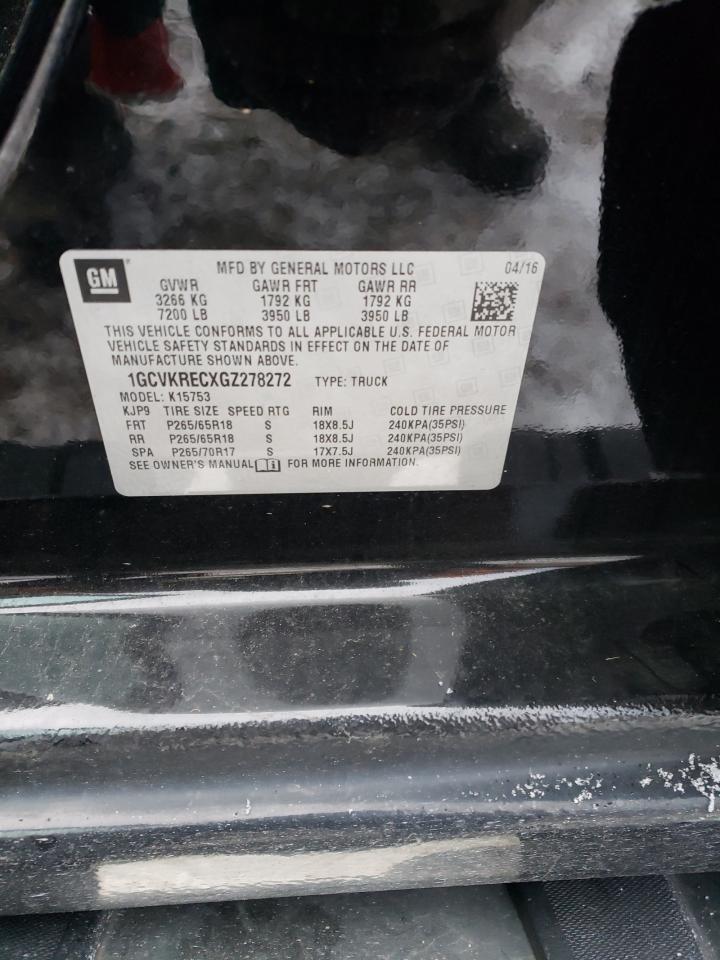 GM
MFD BY GENERAL MOTORS LLC 04/16
GVWR GAWR FRT GAWR RR
3266 KG 1792 KG 1792 KG
7200 LB 3950 LB 3950 LB
THIS VEHICLE CONFORMS TO ALL APPLICABLE U.S. FEDERAL MOTOR
VEHICLE SAFETY STANDARDS IN EFFECT ON THE DATE OF
MANUFACTURE SHOWN ABOVE.
1GCVKRECXGZ278272 TYPE: TRUCK
MODEL: K15753
KJP9 TIRE SIZE SPEED RTG RIM COLD TIRE PRESSURE
FRT P265/65R18 S 18X8.5J 240KPA(35PSI)
RR P265/65R18 S 18X8.5J 240KPA(35PSI)
SPA P265/70R17 S 17X7.5J 240KPA(35PSI)
SEE OWNER'S MANUAL FOR MORE INFORMATION.